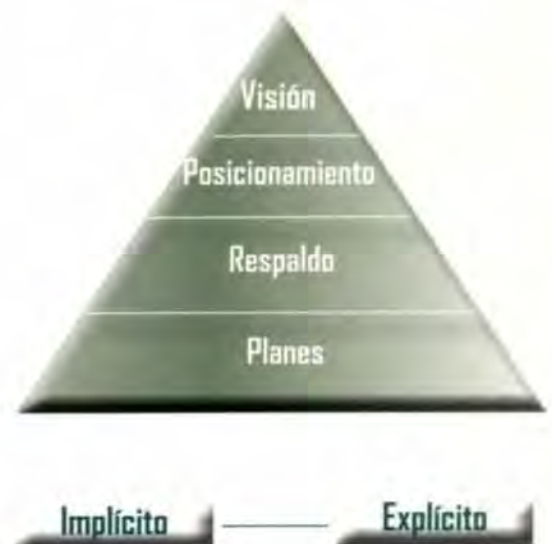 Visión
Posicionamiento
Respaldo
Planes
Implícito Explícito